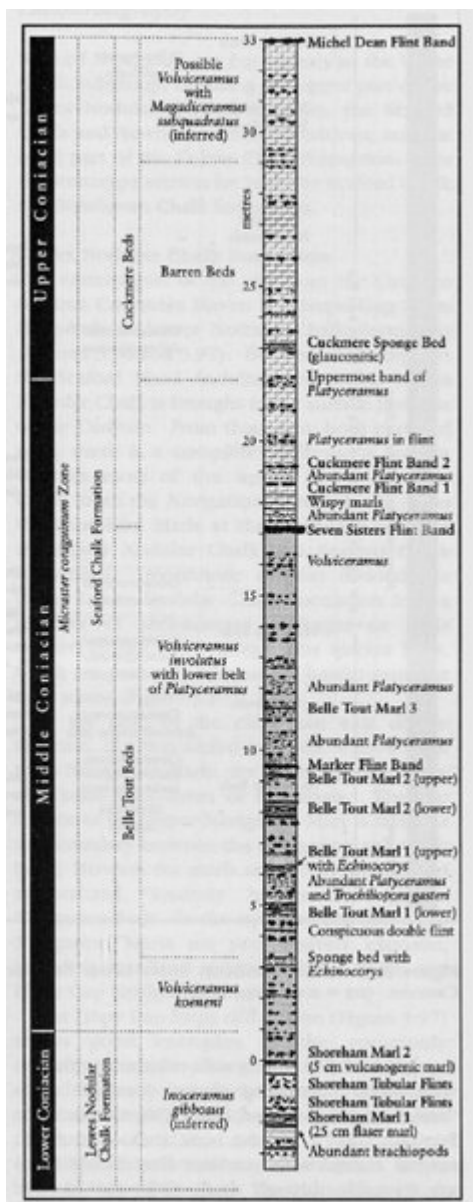 33
Michel Dean Flint Band
Possible
Volviceramus
with
Magadiceramus
subquadratus
(inferred)
30
metres
Barren Beds
25
Cuckmere Sponge Bed
(glauconitic)
Uppermost band of
Platyceramus
20
Platyceramus in flint
Cuckmere Flint Band 2
Abundant Platyceramus
Cuckmere Flint Band 1
Wispy marls
Abundant Platyceramus
Seven Sisters Flint Band
Volviceramus
15
Volviceramus
involutus
with lower belt
of Platyceramus
Abundant Platyceramus
Belle Tout Marl 3
Abundant Platyceramus
10
Marker Flint Band
Belle Tout Marl 2 (upper)
Belle Tout Marl 2 (lower)
Belle Tout Marl 1 (upper)
with Echinocorys
Abundant Platyceramus
and Trochiliopora gasteri
5
Belle Tout Marl 1 (lower)
Conspicuous double flint
Sponge bed with
Echinocorys
Volviceramus
koeneni
0
Shoreham Marl 2
(5 cm vulcanogenic marl)
Shoreham Tubular Flints
Shoreham Tubular Flints
Shoreham Marl 1
(25 cm flaser marl)
Abundant brachiopods
Inoceramus
gibbosus
(inferred)
Upper Coniacian
Middle Coniacian
Lower Coniacian
Micraster coranguinum Zone
Seaford Chalk Formation
Lewes Nodular
Chalk Formation
Cuckmere Beds
Belle Tout Beds